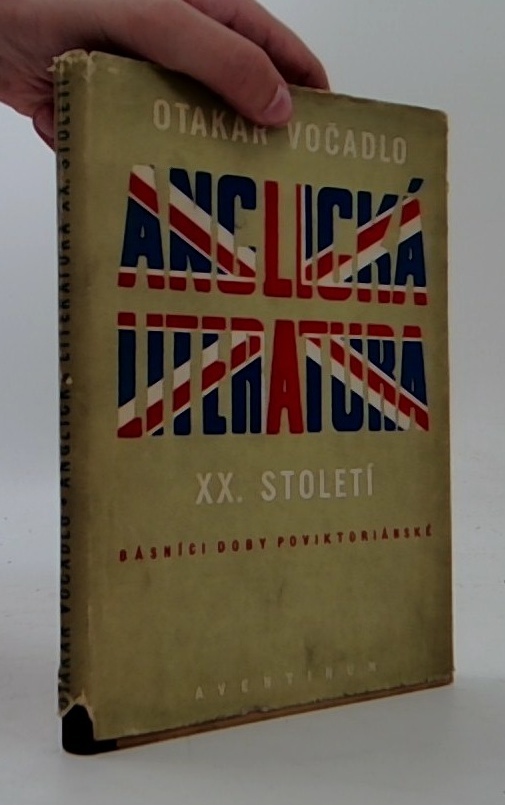 OTAKAR VOČADLO
ANGLICKÁ
LITERATURA
XX. STOLETÍ
BÁSNÍCI DOBY POVIKTORIÁNSKÉ
AVENTINUM
OTAKAR VOČADLO • ANGLICKÁ LITERATURA XX. STOLETÍ